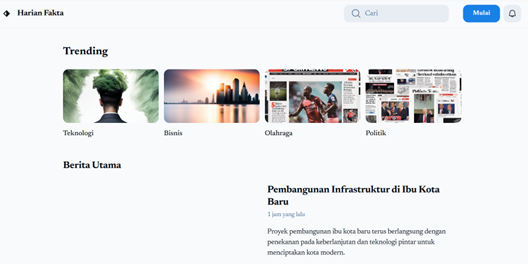 Harian Fakta
Cari
Mulai
Trending
Teknologi
Bisnis
Olahraga
Politik
Berita Utama
Pembangunan Infrastruktur di Ibu Kota
Baru
1 jam yang lalu
Proyek pembangunan ibu kota baru terus berlangsung dengan
penekanan pada keberlanjutan dan teknologi pintar untuk
menciptakan kota modern.